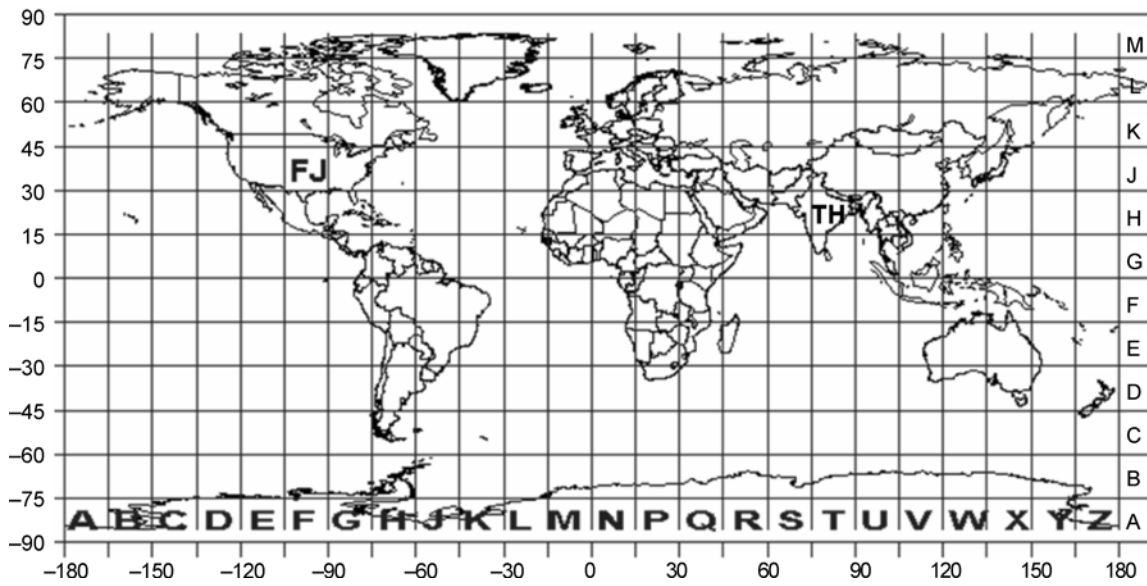 90
M
75
L
60
K
45
FJ
J
30
TH
H
15
G
0
F
–15
E
–30
D
–45
C
–60
B
–75
A B C D E F G H J K L M N P Q R S T U V W X Y Z A
–90
–180 –150 –120 –90 –60 –30 0 30 60 90 120 150 180